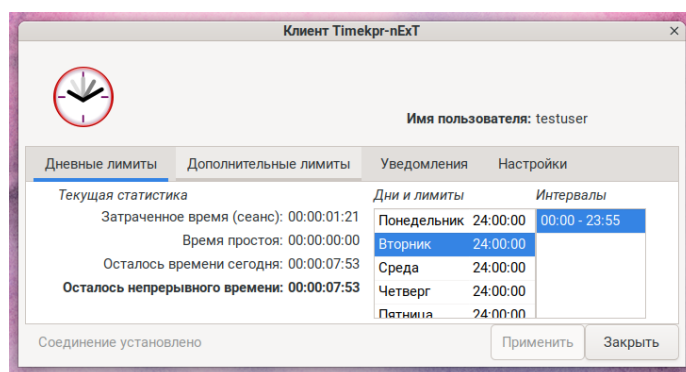 Клиент Timekpr-nExT
Имя пользователя: testuser
Дневные лимиты Дополнительные лимиты Уведомления Настройки
Текущая статистика
Затраченное время (сеанс): 00:00:01:21
Время простоя: 00:00:00:00
Осталось времени сегодня: 00:00:07:53
Осталось непрерывного времени: 00:00:07:53
Дни и лимиты
Понедельник 24:00:00
Вторник 24:00:00
Среда 24:00:00
Четверг 24:00:00
Пятница 24:00:00
Интервалы
00:00 - 23:55
Соединение установлено
Применить Закрыть